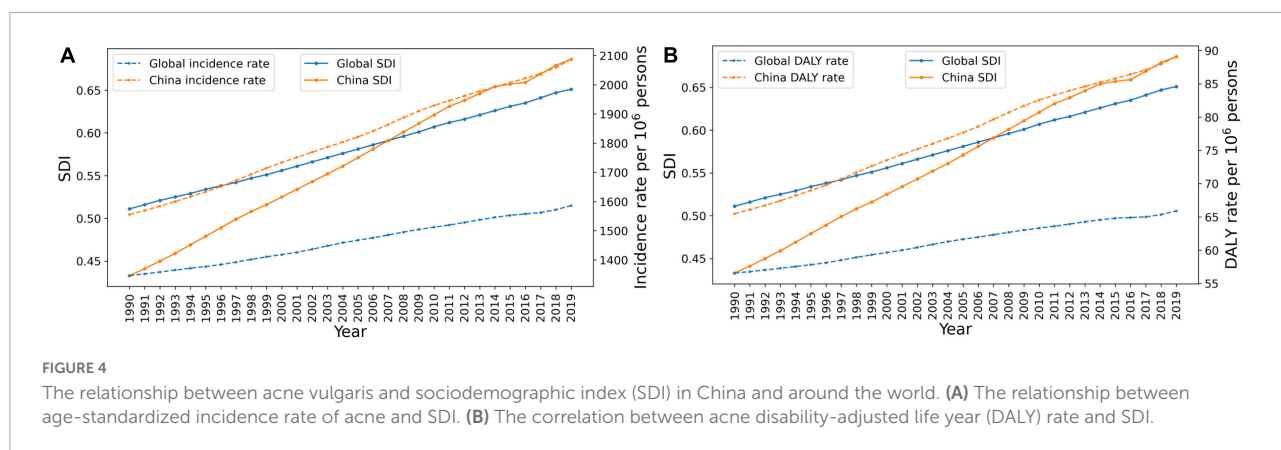 A
Global incidence rate
China incidence rate
Global SDI
China SDI
SDI
0.65
0.60
0.55
0.50
0.45
2100
2000
1900
1800
1700
1600
1500
1400
Incidence rate per 10⁶ persons
1990 1991 1992 1993 1994 1995 1996 1997 1998 1999 2000 2001 2002 2003 2004 2005 2006 2007 2008 2009 2010 2011 2012 2013 2014 2015 2016 2017 2018 2019
Year
B
Global DALY rate
China DALY rate
Global SDI
China SDI
SDI
0.65
0.60
0.55
0.50
0.45
90
85
80
75
70
65
60
55
DALY rate per 10⁶ persons
1990 1991 1992 1993 1994 1995 1996 1997 1998 1999 2000 2001 2002 2003 2004 2005 2006 2007 2008 2009 2010 2011 2012 2013 2014 2015 2016 2017 2018 2019
Year
FIGURE 4
The relationship between acne vulgaris and sociodemographic index (SDI) in China and around the world. (A) The relationship between
age-standardized incidence rate of acne and SDI. (B) The correlation between acne disability-adjusted life year (DALY) rate and SDI.